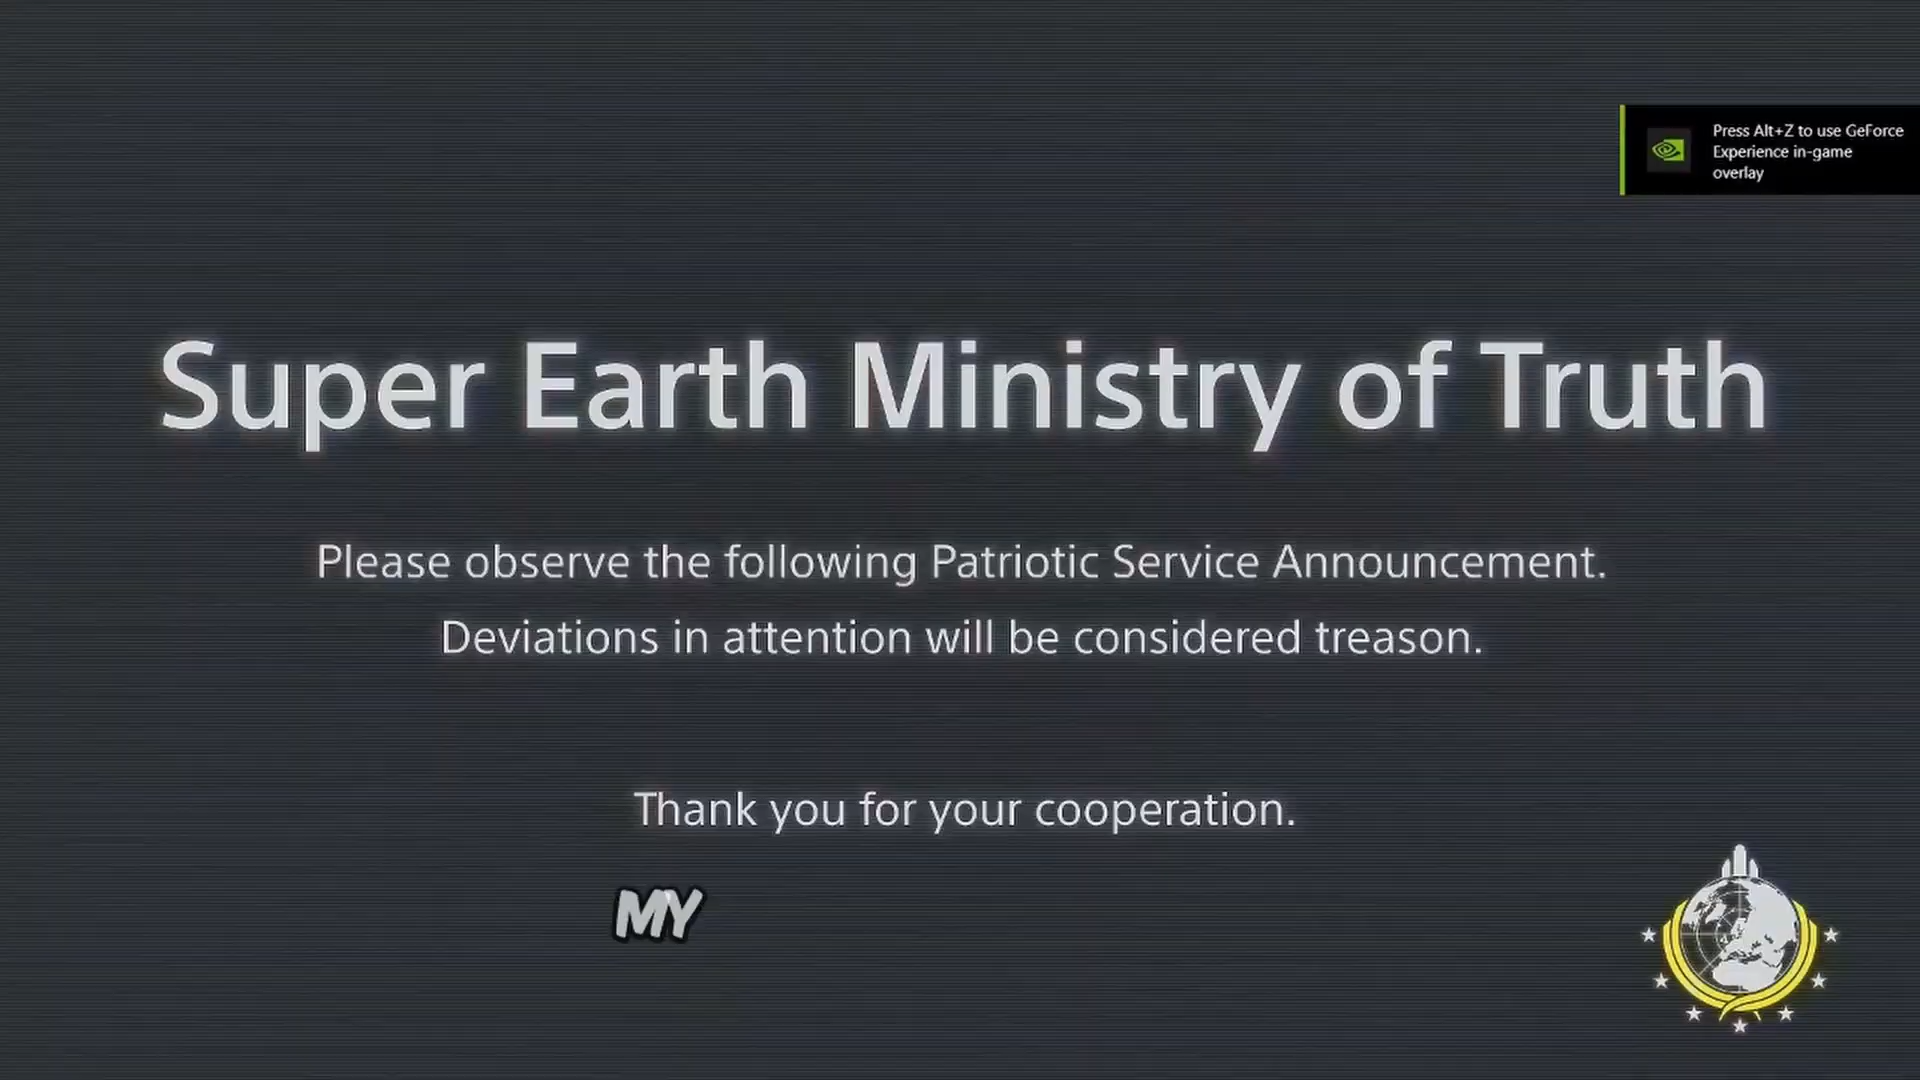 Press Alt+Z to use GeForce
Experience in-game
overlay
Super Earth Ministry of Truth
Please observe the following Patriotic Service Announcement.
Deviations in attention will be considered treason.
Thank you for your cooperation.
MY